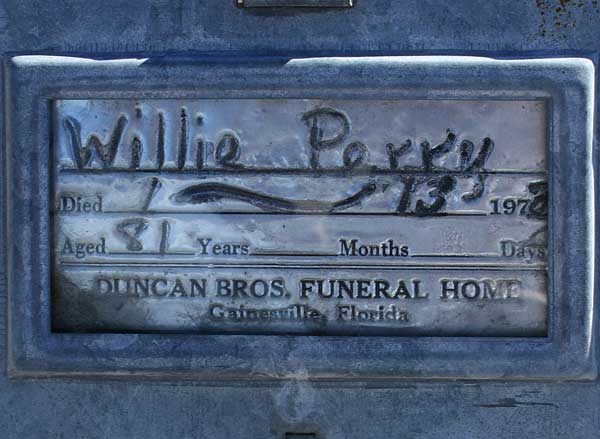 Willie Perry
Died 1 — 13 197
Aged 81 Years Months Days
DUNCAN BROS. FUNERAL HOME
Gainesville, Florida